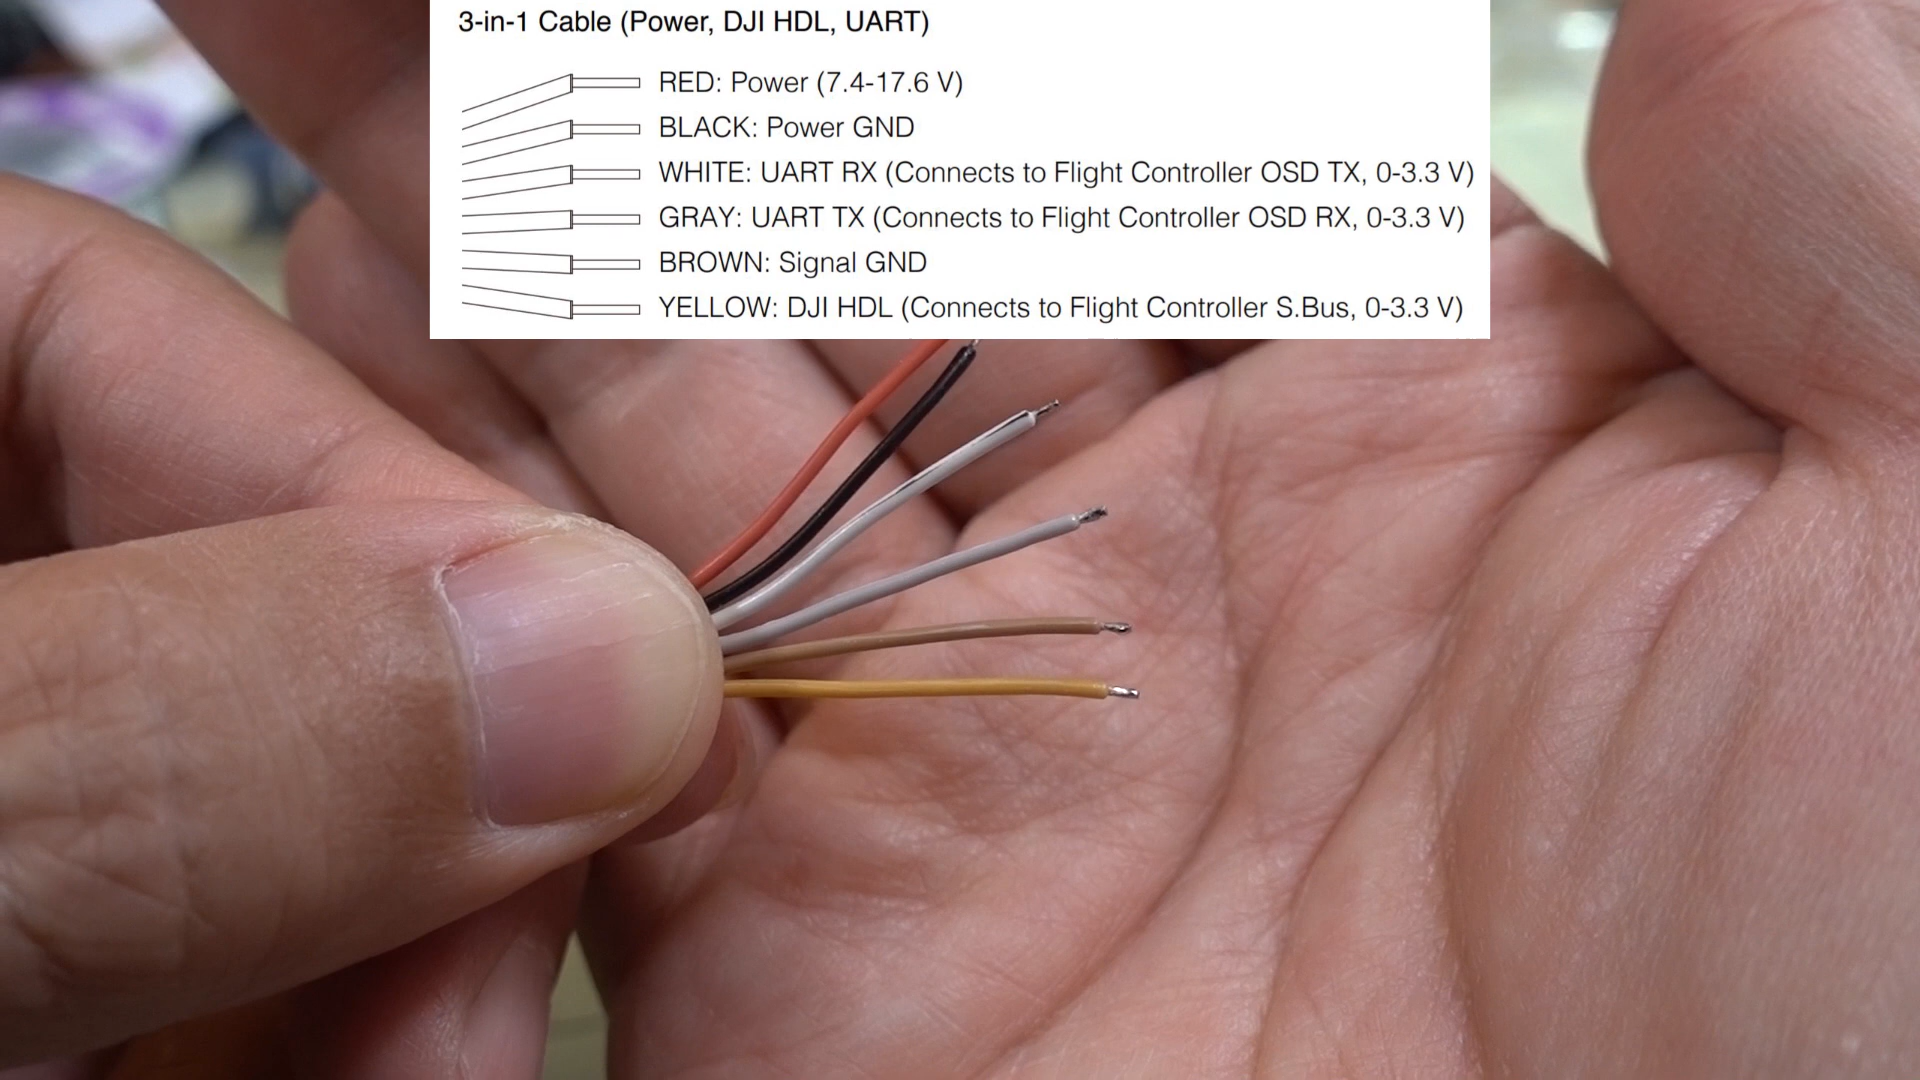 3-in-1 Cable (Power, DJI HDL, UART)
RED: Power (7.4-17.6 V)
BLACK: Power GND
WHITE: UART RX (Connects to Flight Controller OSD TX, 0-3.3 V)
GRAY: UART TX (Connects to Flight Controller OSD RX, 0-3.3 V)
BROWN: Signal GND
YELLOW: DJI HDL (Connects to Flight Controller S.Bus, 0-3.3 V)